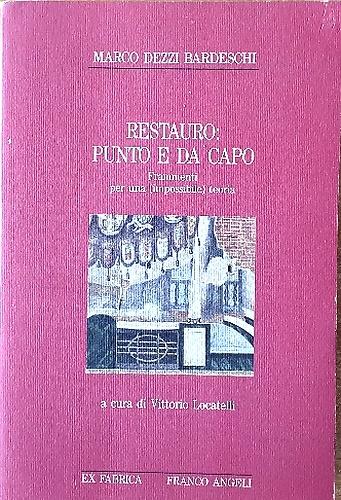 MARCO DEZZI BARDESCHI
RESTAURO:
PUNTO E DA CAPO
Frammenti
per una (impossibile) teoria
a cura di Vittorio Locatelli
EX FABRICA FRANCO ANGELI